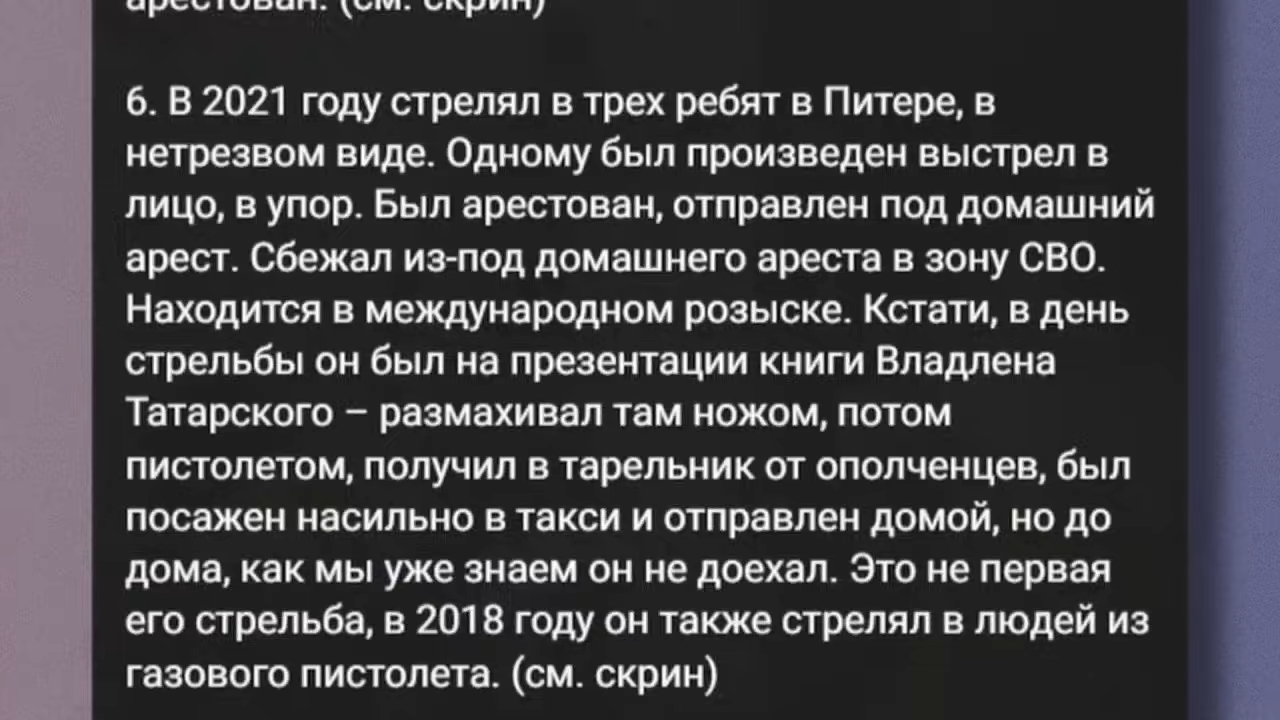 арестован. (см. скрин)
6. В 2021 году стрелял в трех ребят в Питере, в
нетрезвом виде. Одному был произведен выстрел в
лицо, в упор. Был арестован, отправлен под домашний
арест. Сбежал из-под домашнего ареста в зону СВО.
Находится в международном розыске. Кстати, в день
стрельбы он был на презентации книги Владлена
Татарского – размахивал там ножом, потом
пистолетом, получил в тарельник от ополченцев, был
посажен насильно в такси и отправлен домой, но до
дома, как мы уже знаем он не доехал. Это не первая
его стрельба, в 2018 году он также стрелял в людей из
газового пистолета. (см. скрин)